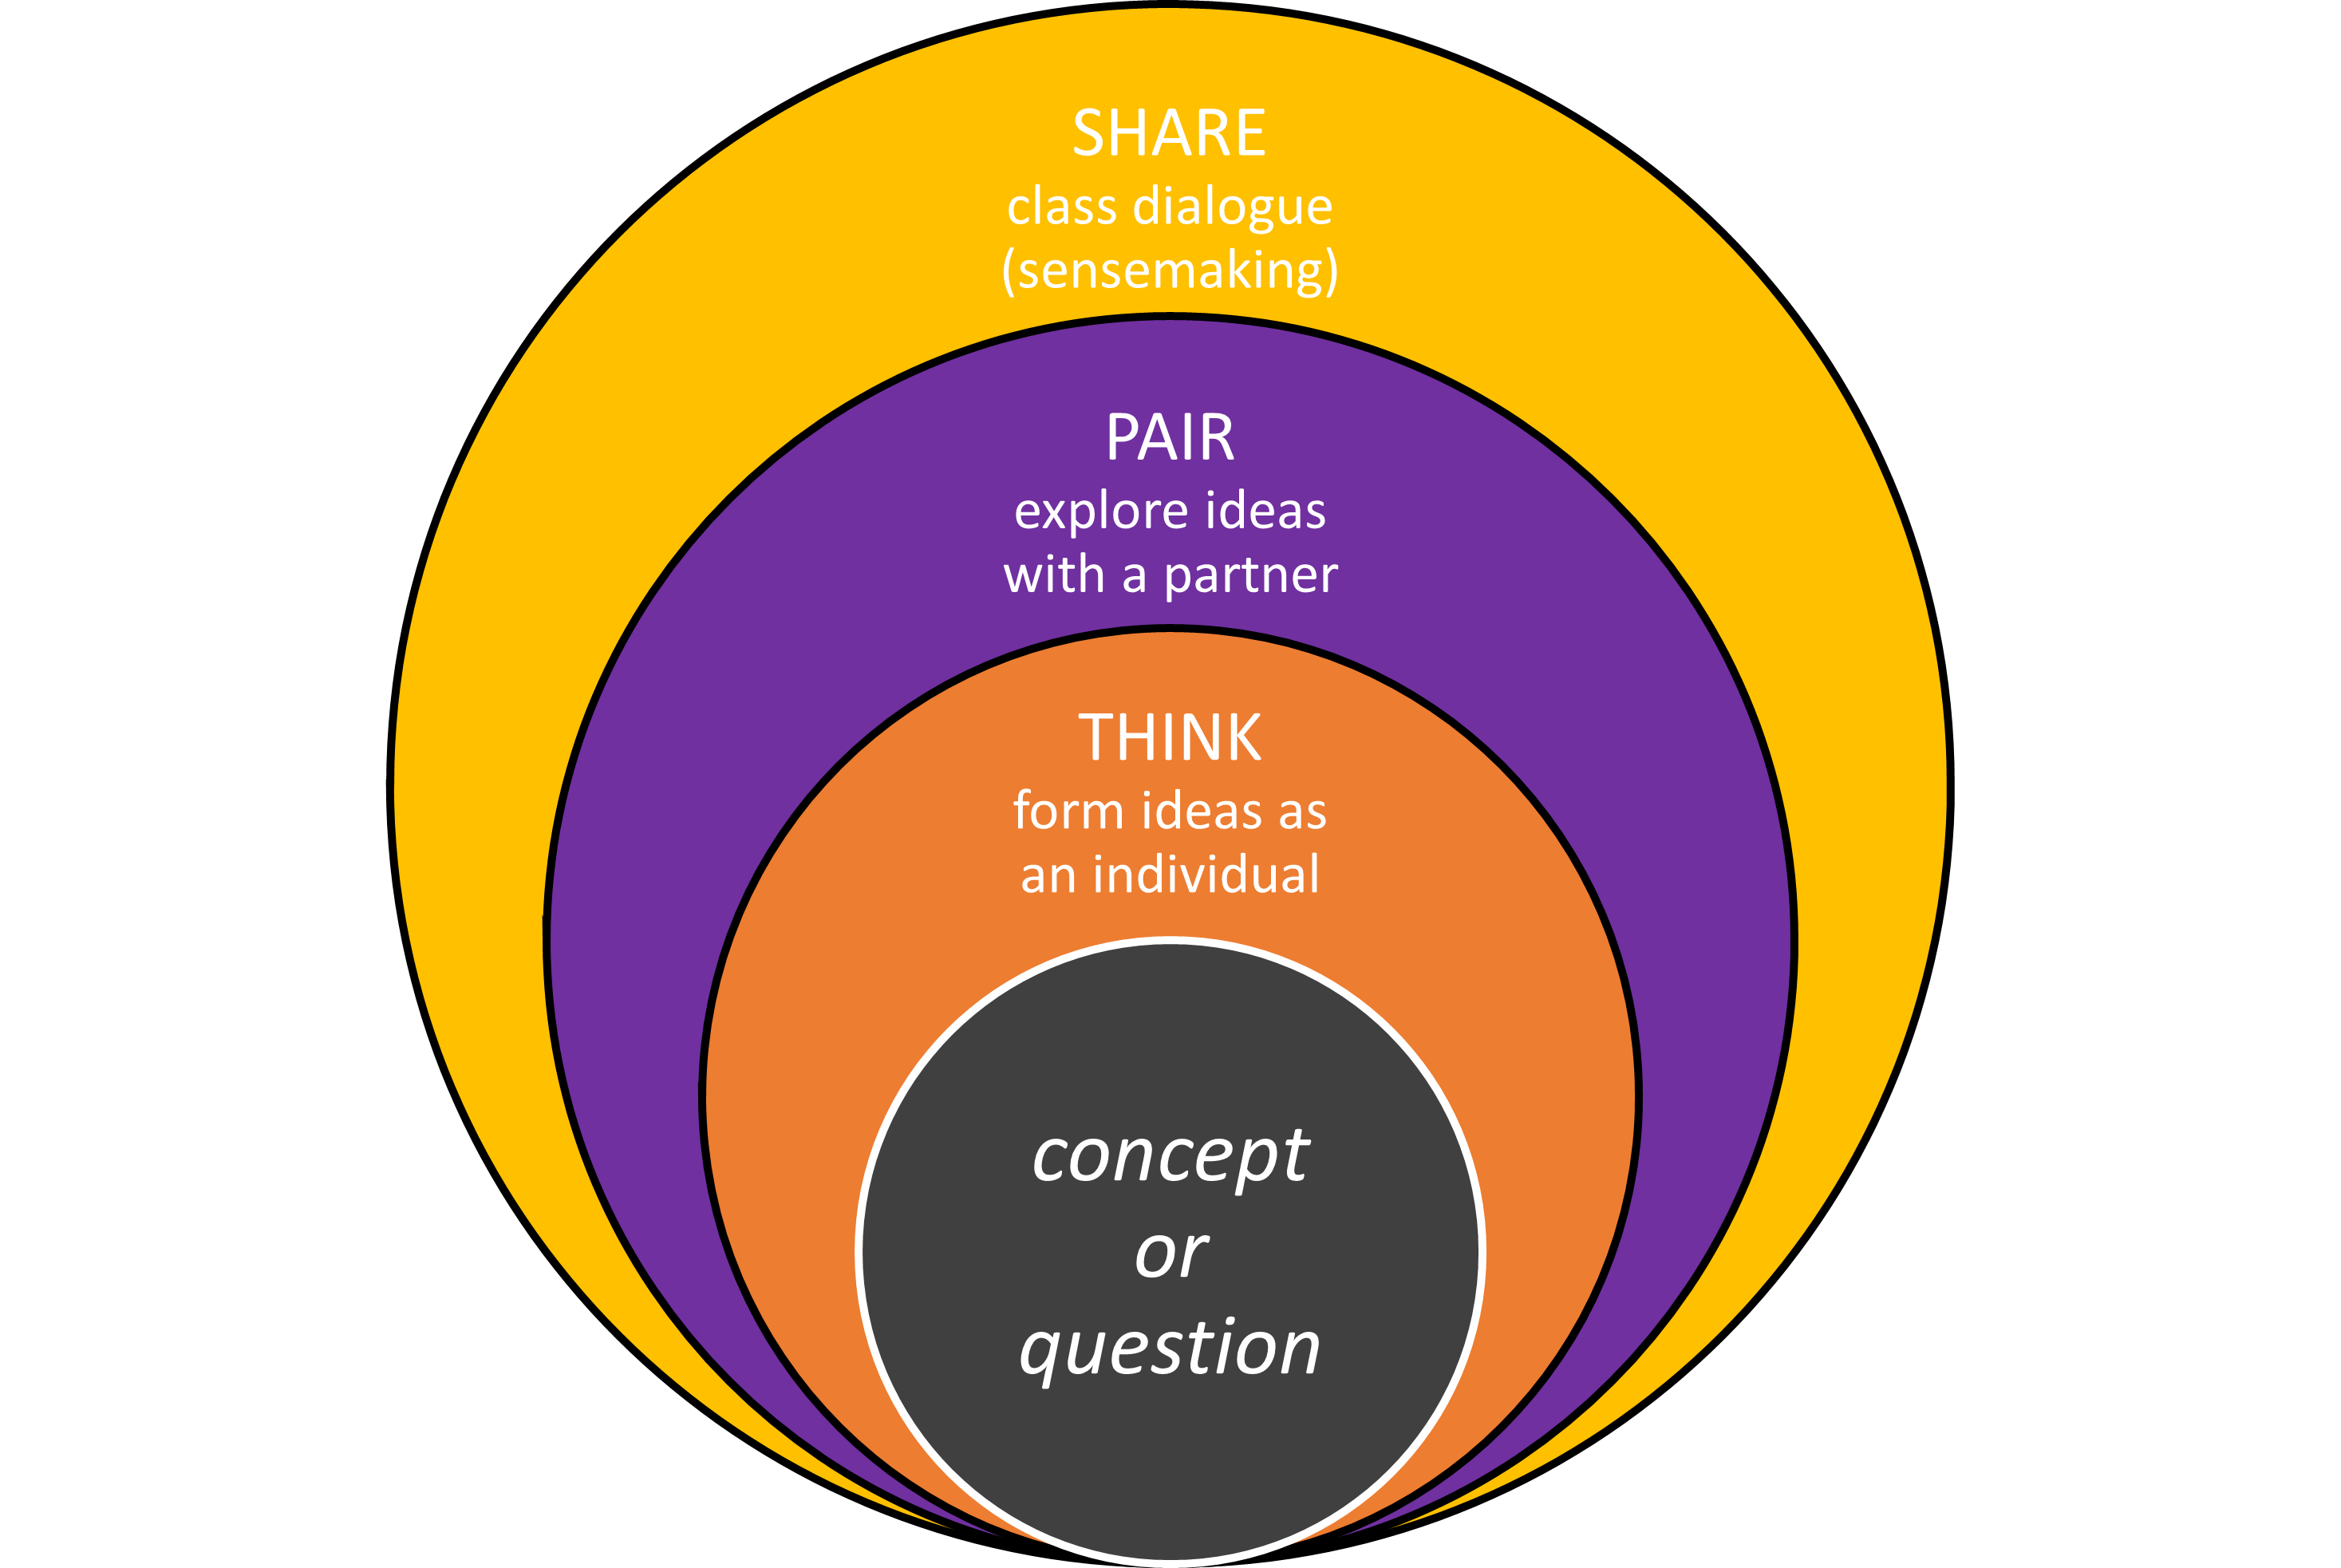 SHARE
class dialogue
(sensemaking)
PAIR
explore ideas
with a partner
THINK
form ideas as
an individual
concept
or
question